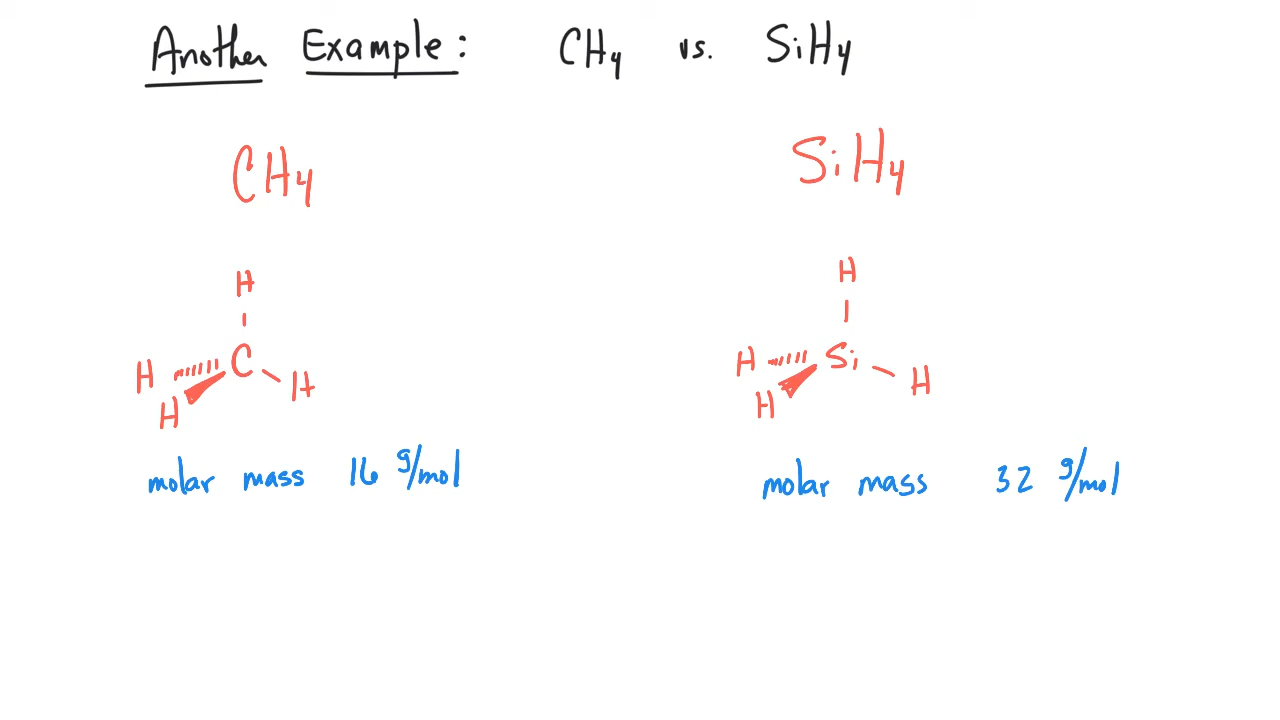 Another Example: CH4 vs. SiH4
CH4 SiH4
H H
H C H H Si H
H H
molar mass 16 g/mol molar mass 32 g/mol